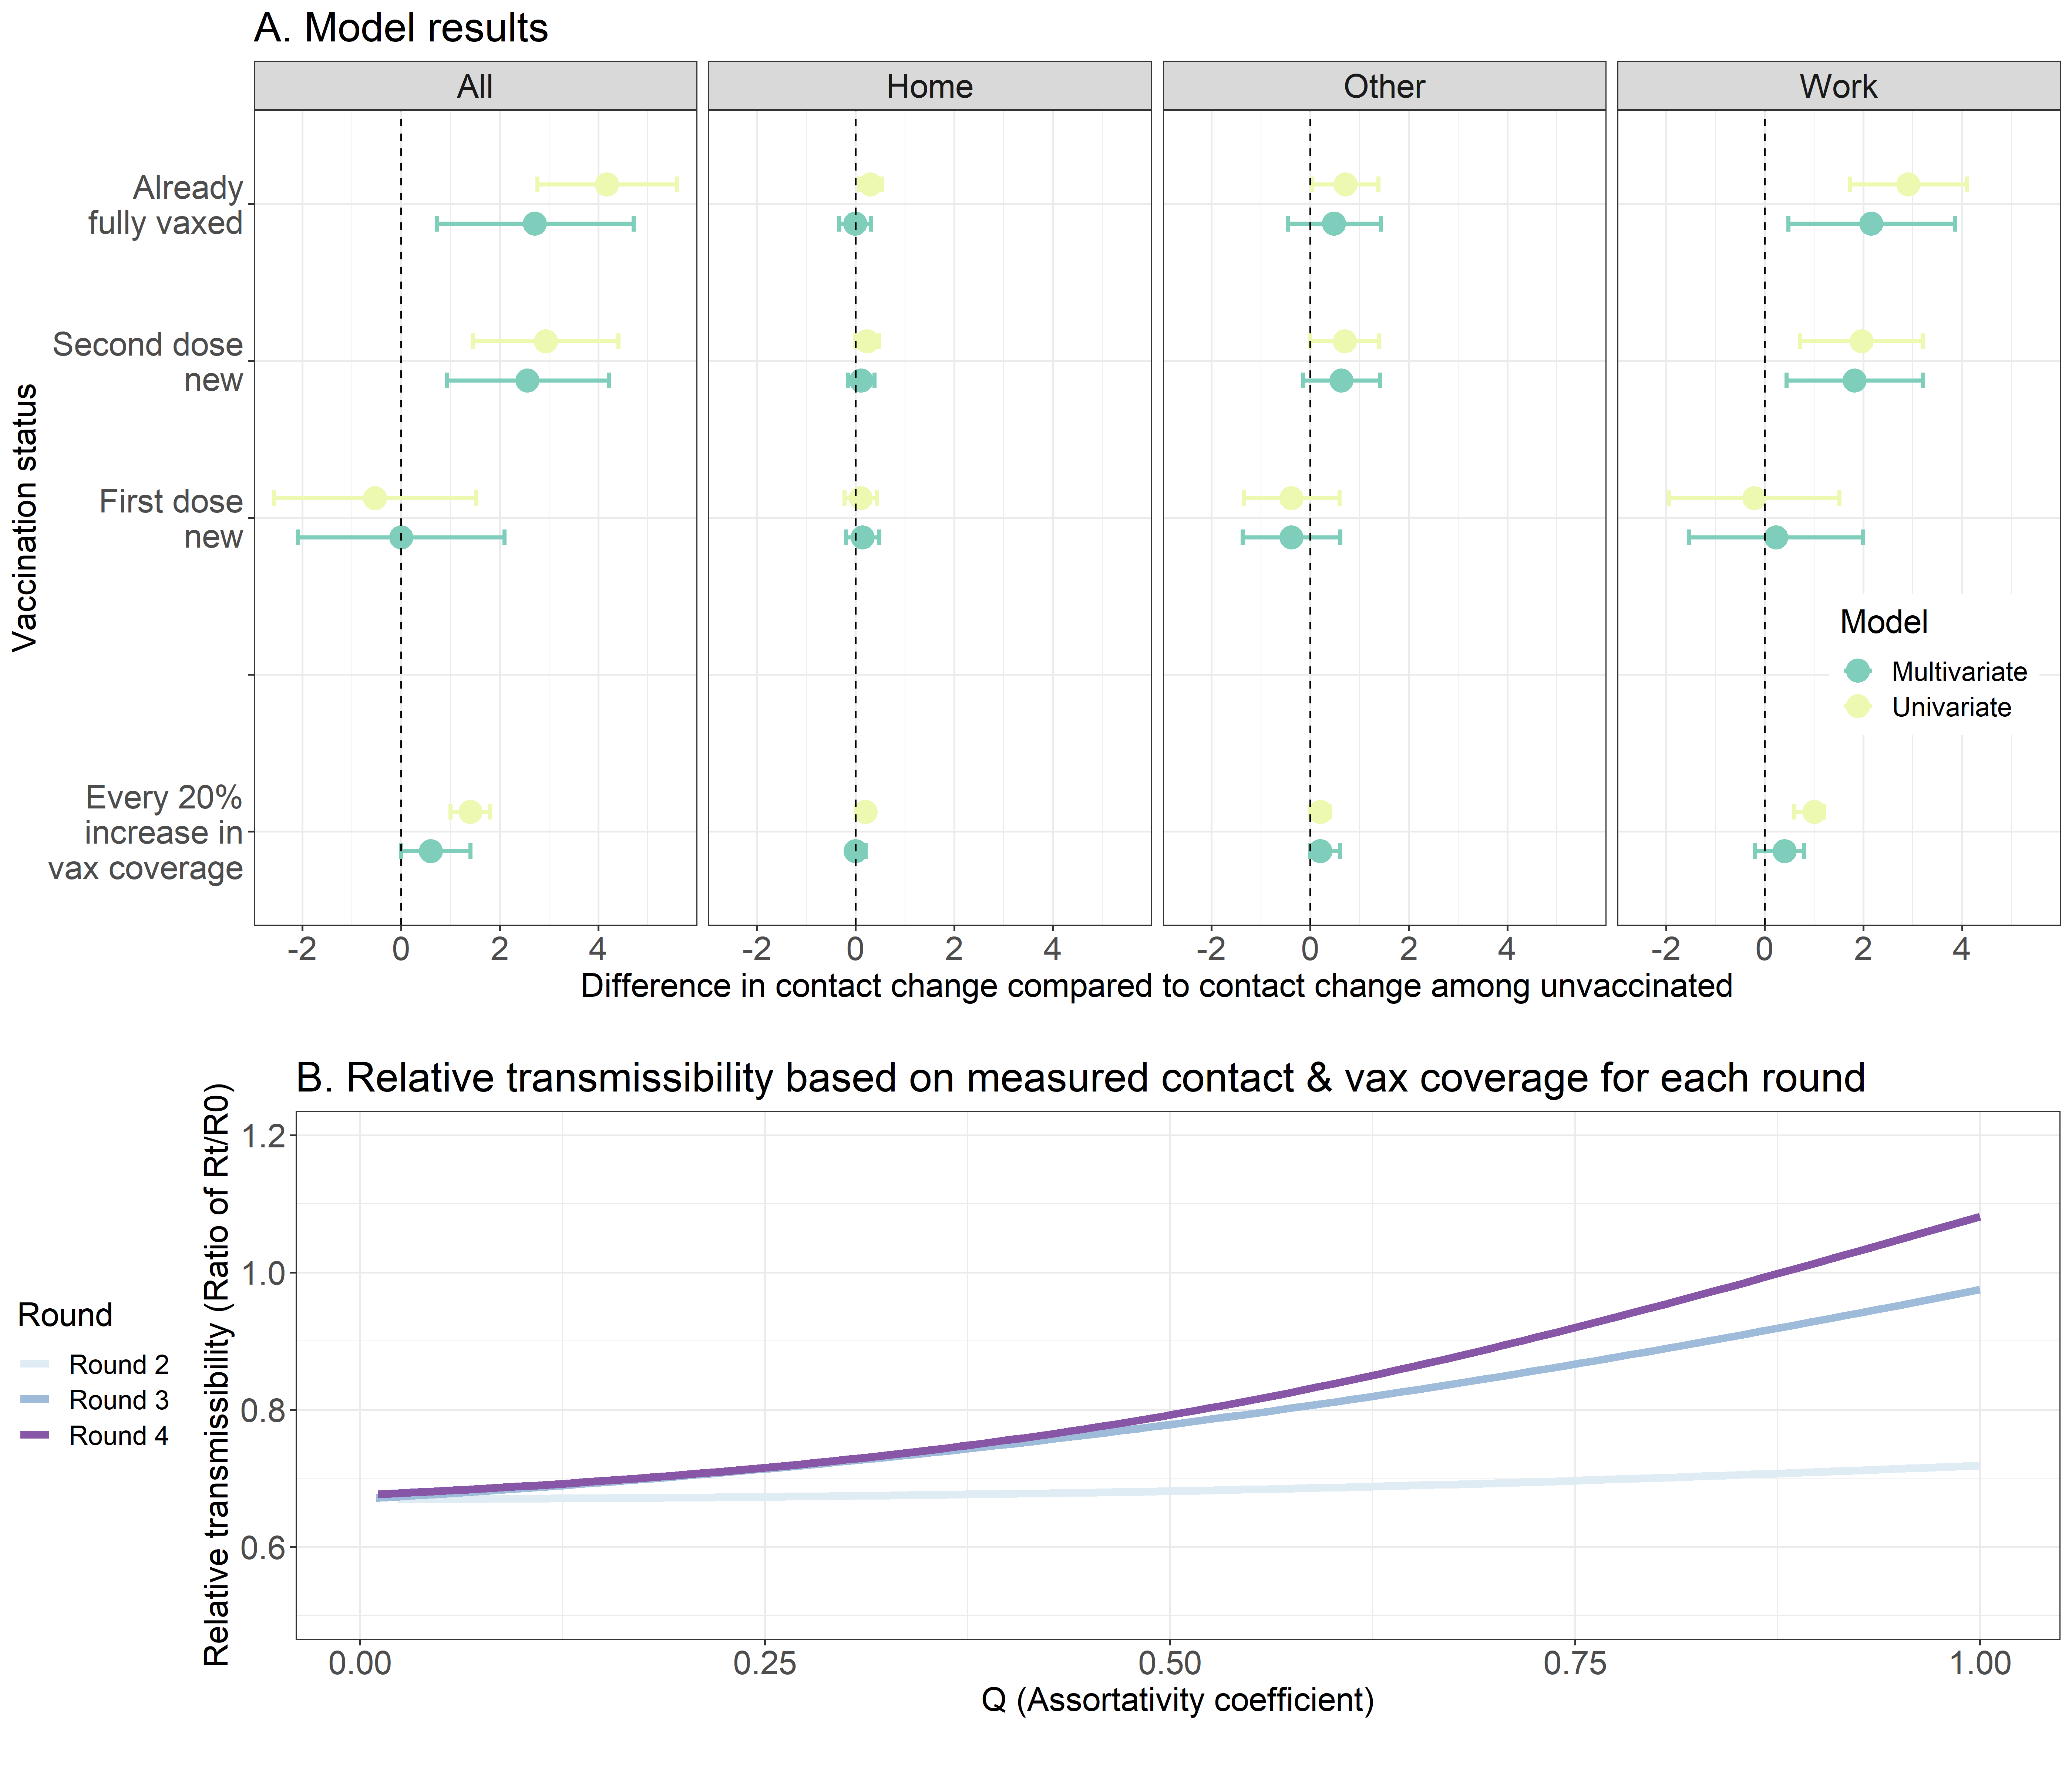 A. Model results
All
Home
Other
Work
Vaccination status
Already
fully vaxed
Second dose
new
First dose
new
Every 20%
increase in
vax coverage
Model
Multivariate
Univariate
-2 0 2 4
-2 0 2 4
-2 0 2 4
-2 0 2 4
Difference in contact change compared to contact change among unvaccinated
B. Relative transmissibility based on measured contact & vax coverage for each round
Relative transmissibility (Ratio of Rt/R0)
1.2
1.0
0.8
0.6
Round
Round 2
Round 3
Round 4
0.00 0.25 0.50 0.75 1.00
Q (Assortativity coefficient)